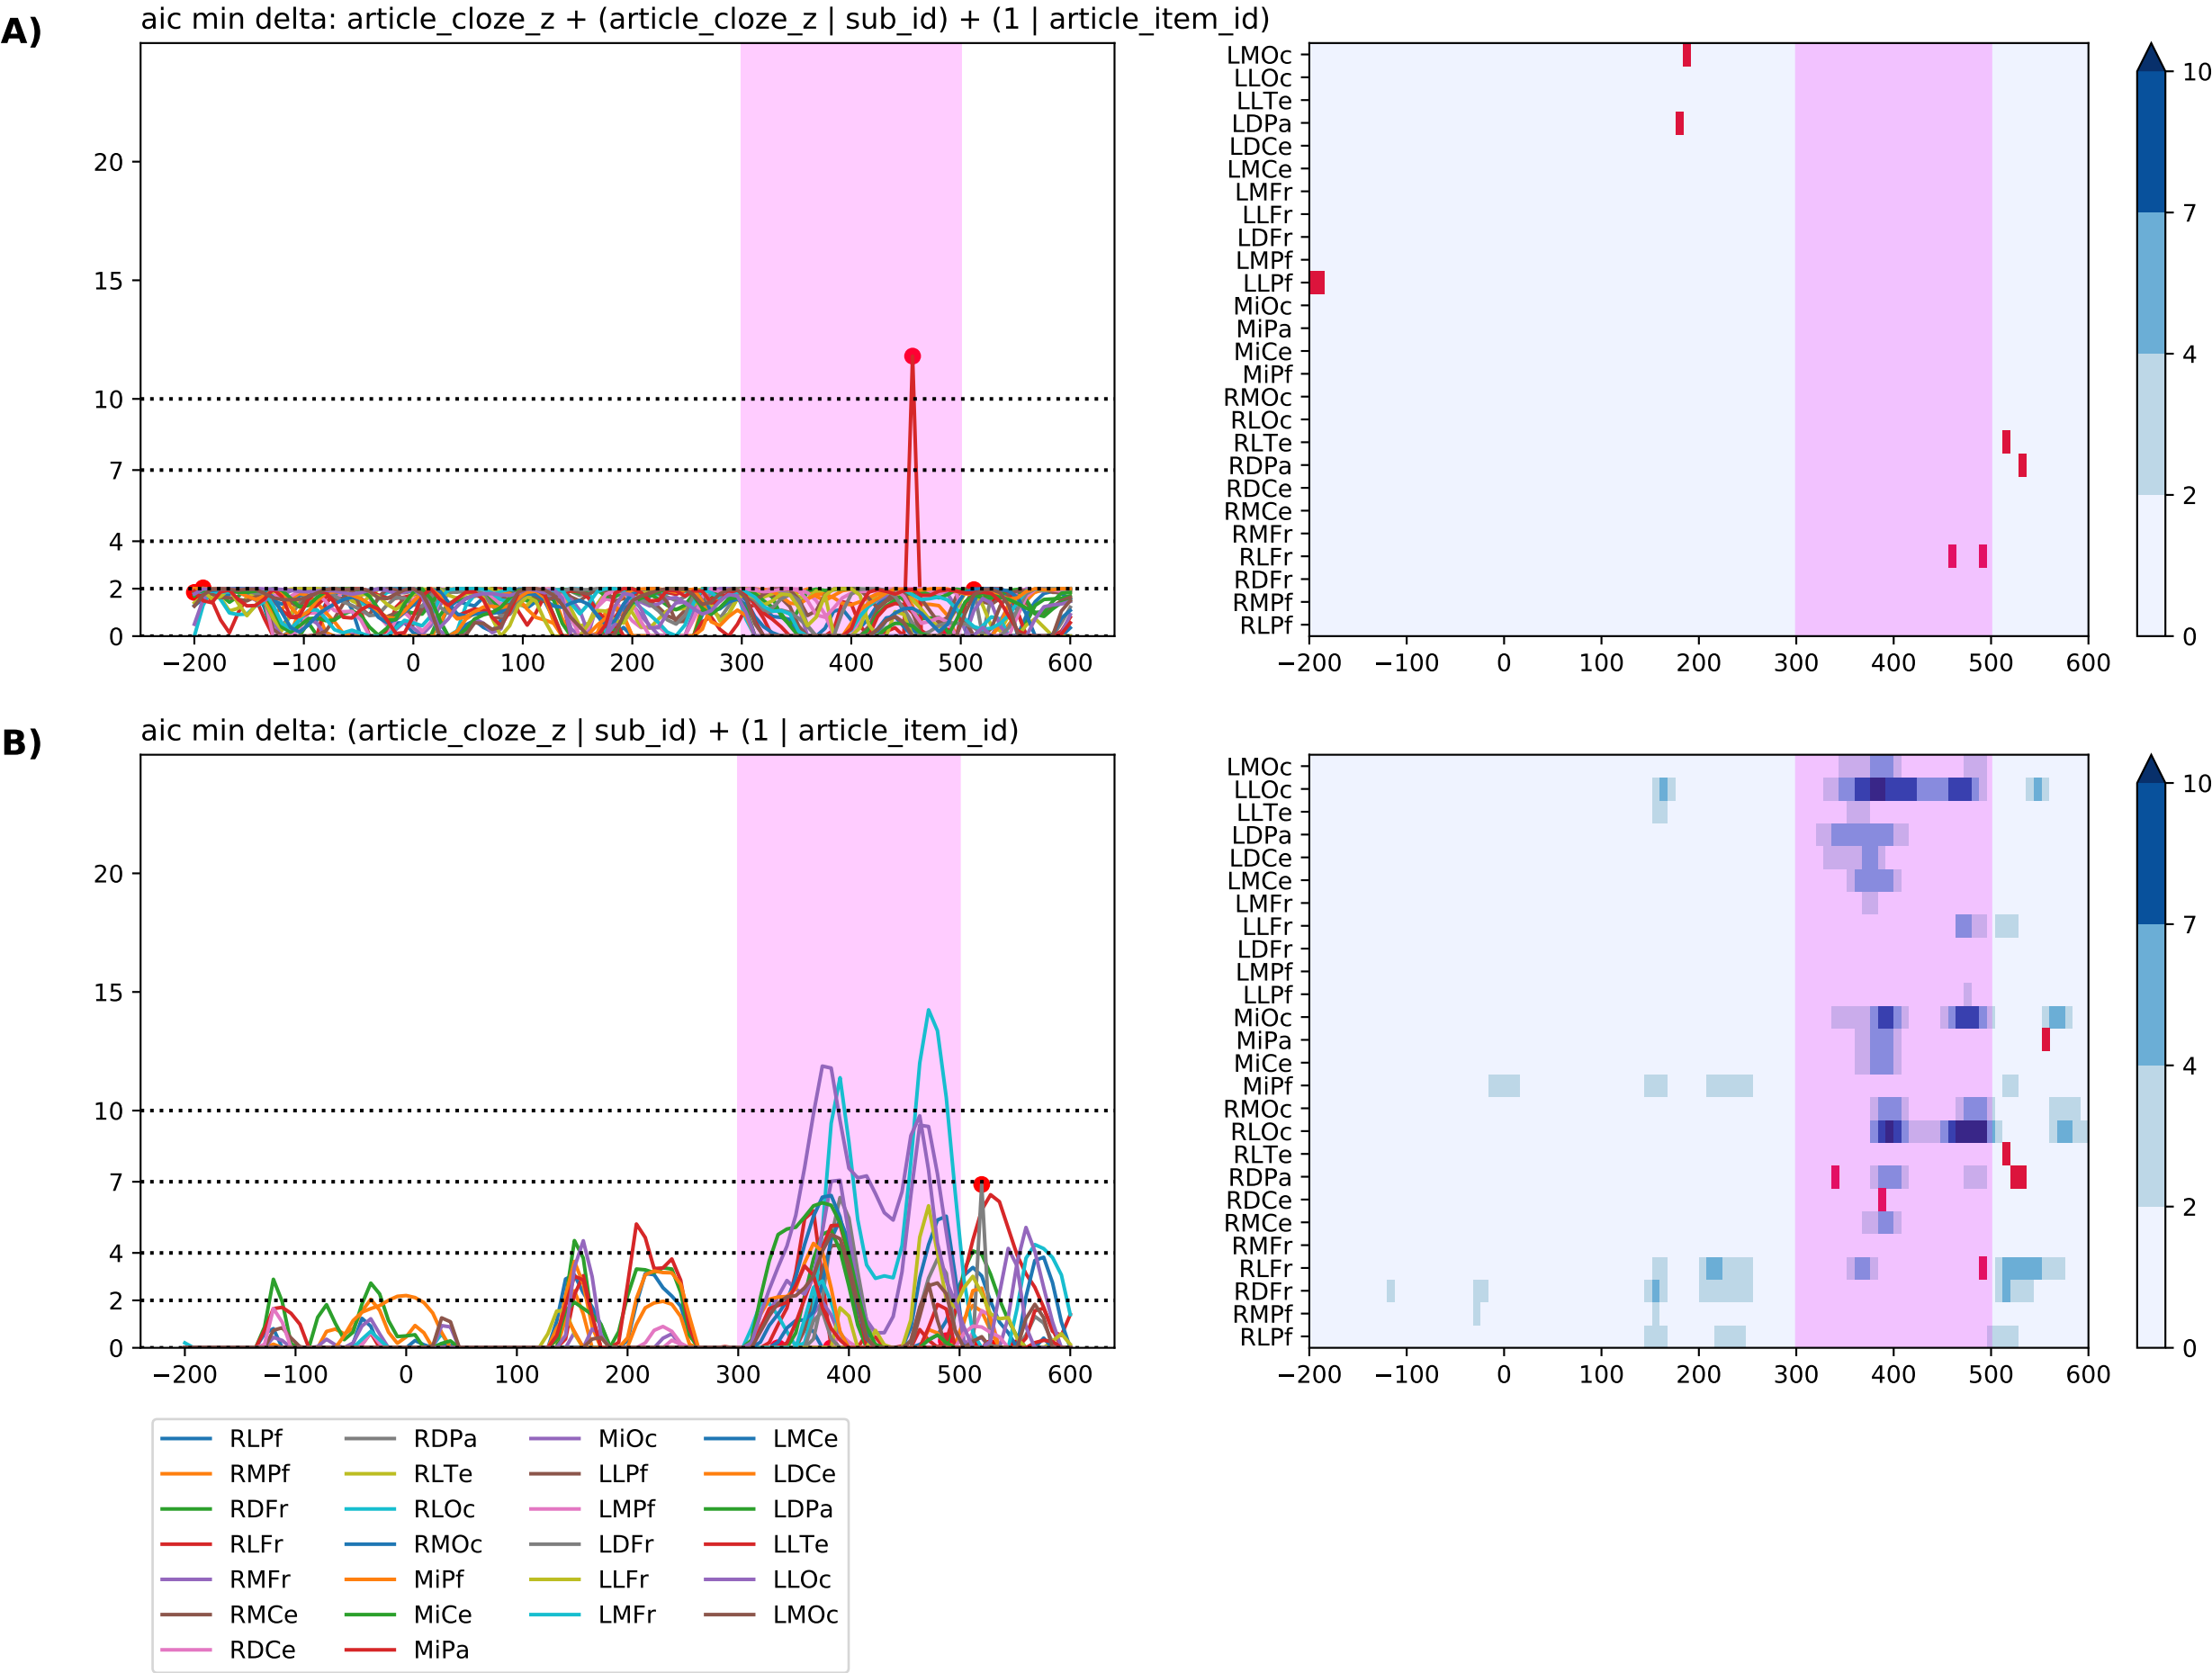 A)
aic min delta: article_cloze_z + (article_cloze_z | sub_id) + (1 | article_item_id)
20
15
10
7
4
2
0
−200 −100 0 100 200 300 400 500 600
LMOc
LLOc
LLTe
LDPa
LDCe
LMCe
LMFr
LLFr
LDFr
LMPf
LLPf
MiOc
MiPa
MiCe
MiPf
RMOc
RLOc
RLTe
RDPa
RDCe
RMCe
RMFr
RLFr
RDFr
RMPf
RLPf
−200 −100 0 100 200 300 400 500 600
10
7
4
2
0
B)
aic min delta: (article_cloze_z | sub_id) + (1 | article_item_id)
20
15
10
7
4
2
0
−200 −100 0 100 200 300 400 500 600
LMOc
LLOc
LLTe
LDPa
LDCe
LMCe
LMFr
LLFr
LDFr
LMPf
LLPf
MiOc
MiPa
MiCe
MiPf
RMOc
RLOc
RLTe
RDPa
RDCe
RMCe
RMFr
RLFr
RDFr
RMPf
RLPf
−200 −100 0 100 200 300 400 500 600
10
7
4
2
0
RLPf RDPa MiOc LMCe
RMPf RLTe LLPf LDCe
RDFr RLOc LMPf LDPa
RLFr RMOc LDFr LLTe
RMFr MiPf LLFr LLOc
RMCe MiCe LMFr LMOc
RDCe MiPa